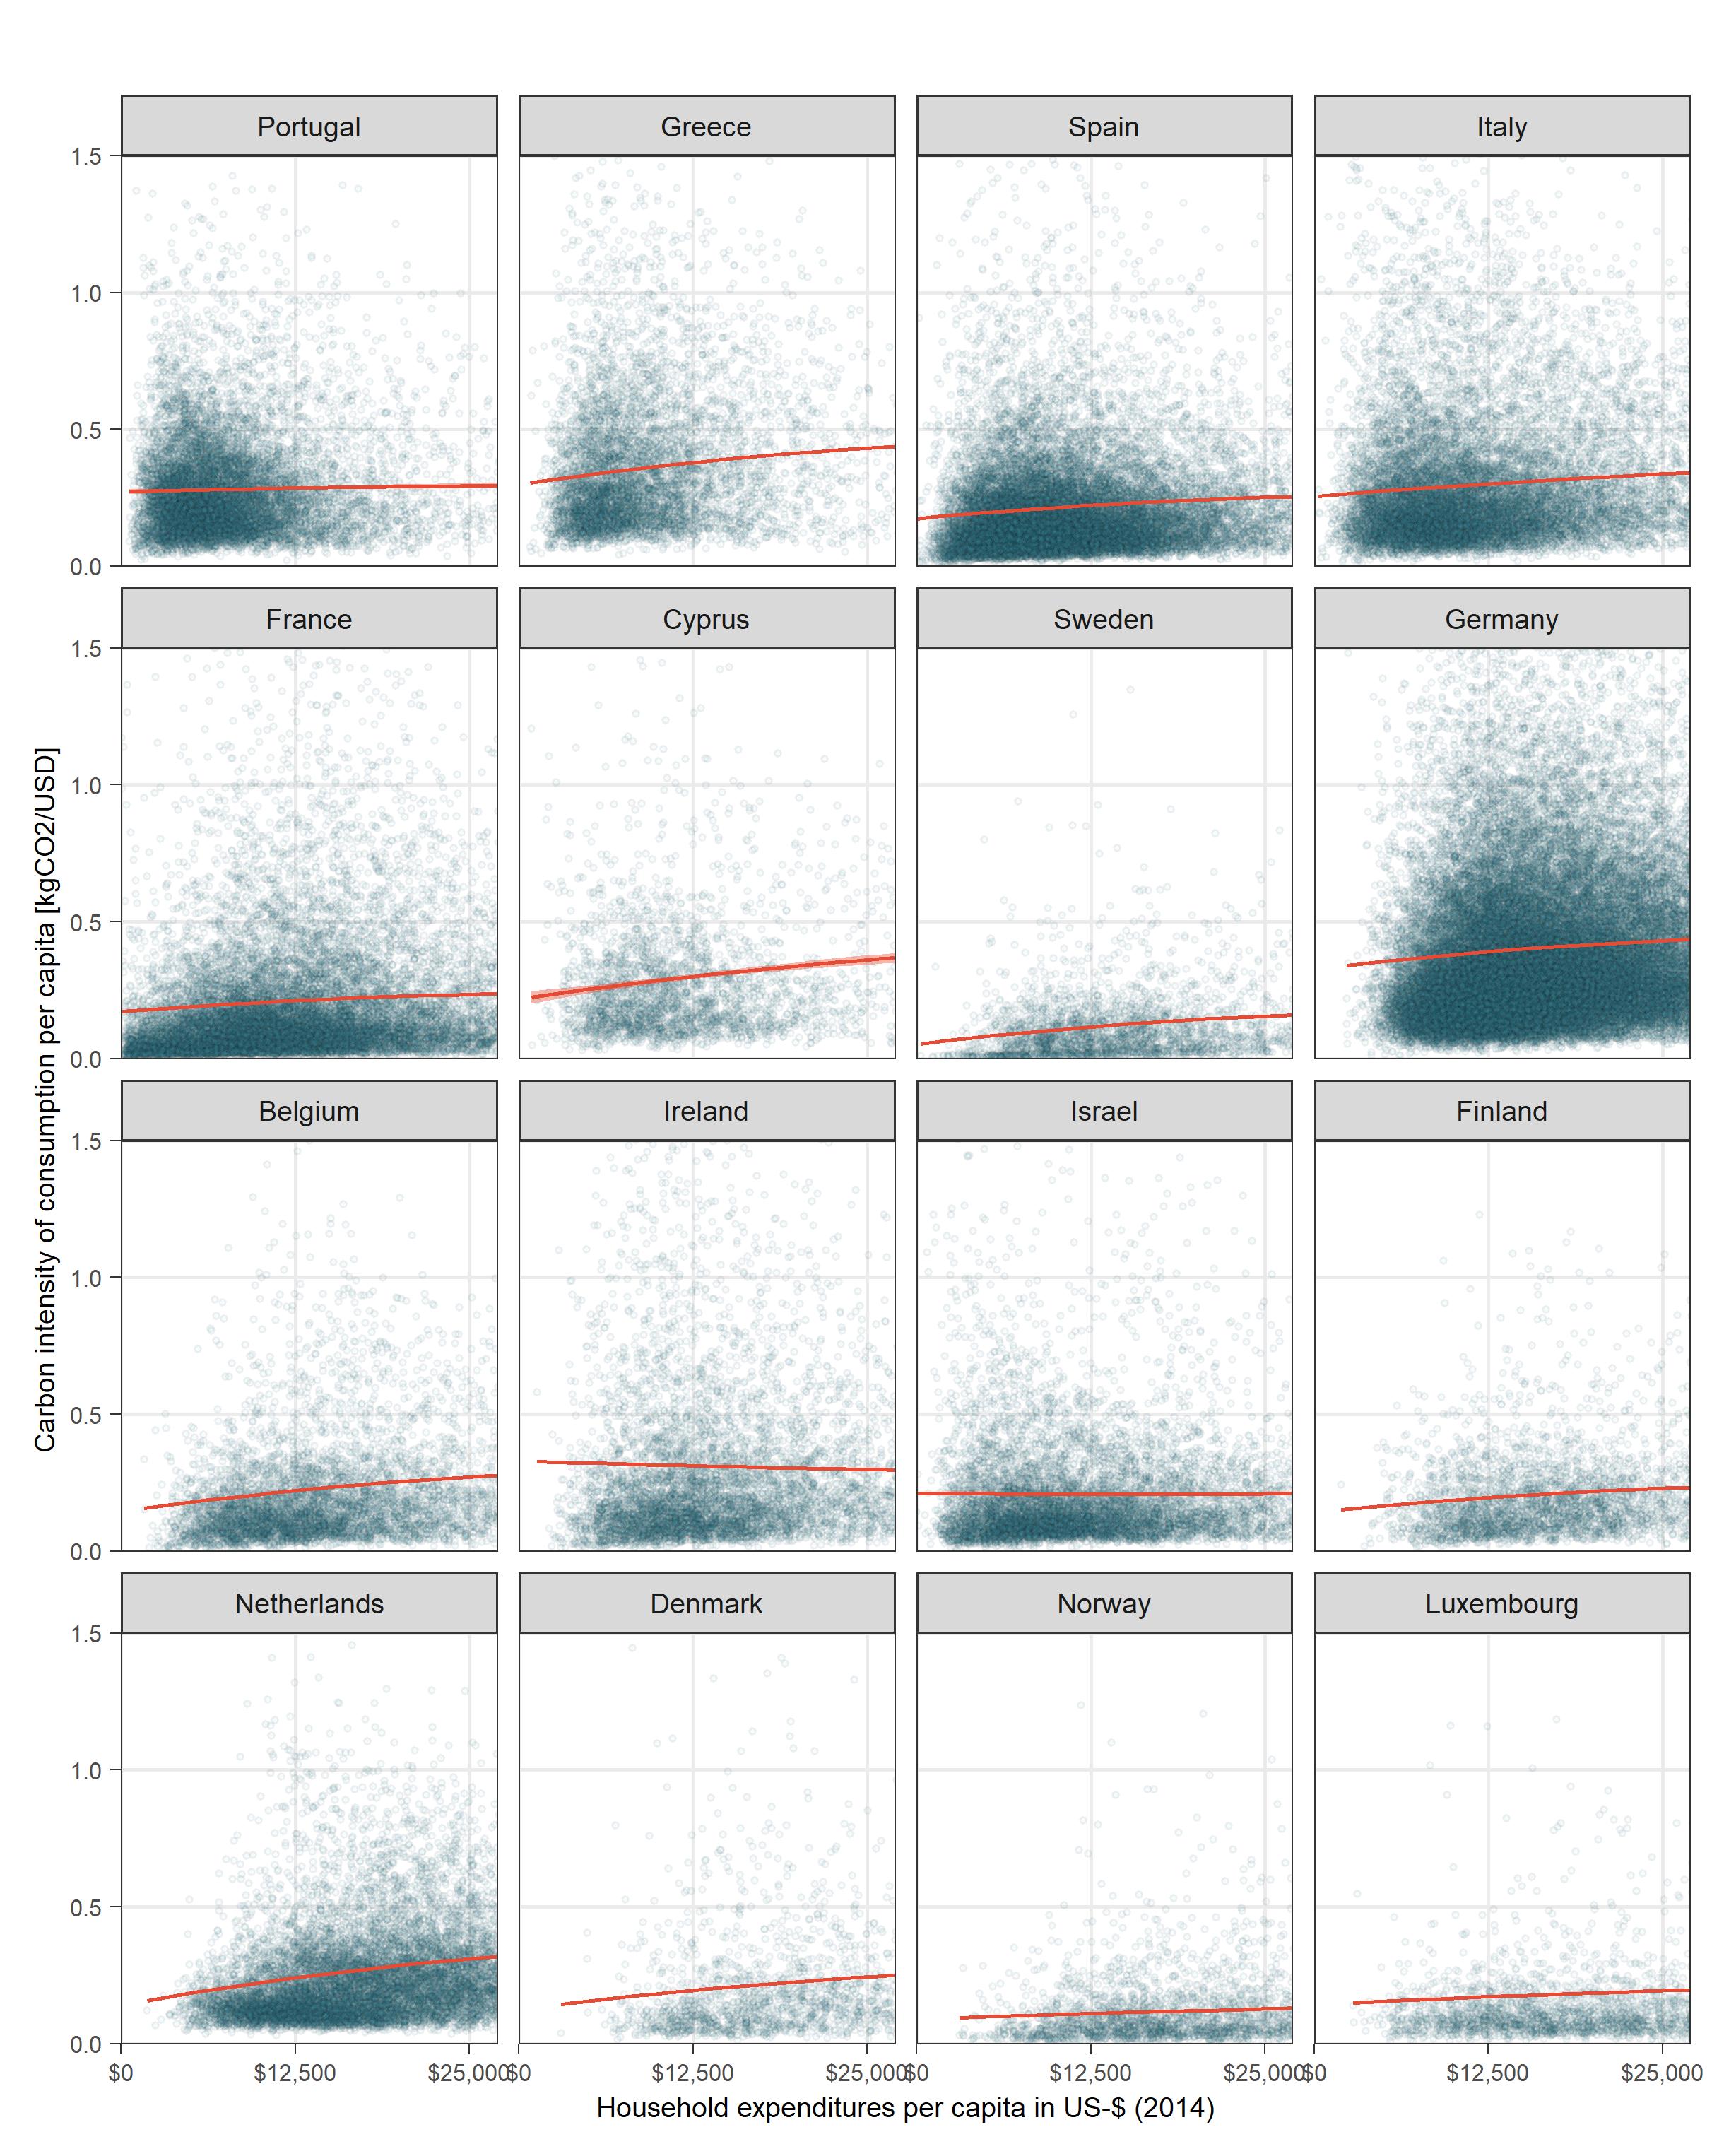 Portugal
Greece
Spain
Italy
1.5
1.0
0.5
0.0
France
Cyprus
Sweden
Germany
1.5
1.0
0.5
0.0
Carbon intensity of consumption per capita [kgCO2/USD]
Belgium
Ireland
Israel
Finland
1.5
1.0
0.5
0.0
Netherlands
Denmark
Norway
Luxembourg
1.5
1.0
0.5
0.0
$0 $12,500 $25,000 $0 $12,500 $25,000 $0 $12,500 $25,000 $0 $12,500 $25,000
Household expenditures per capita in US-$ (2014)